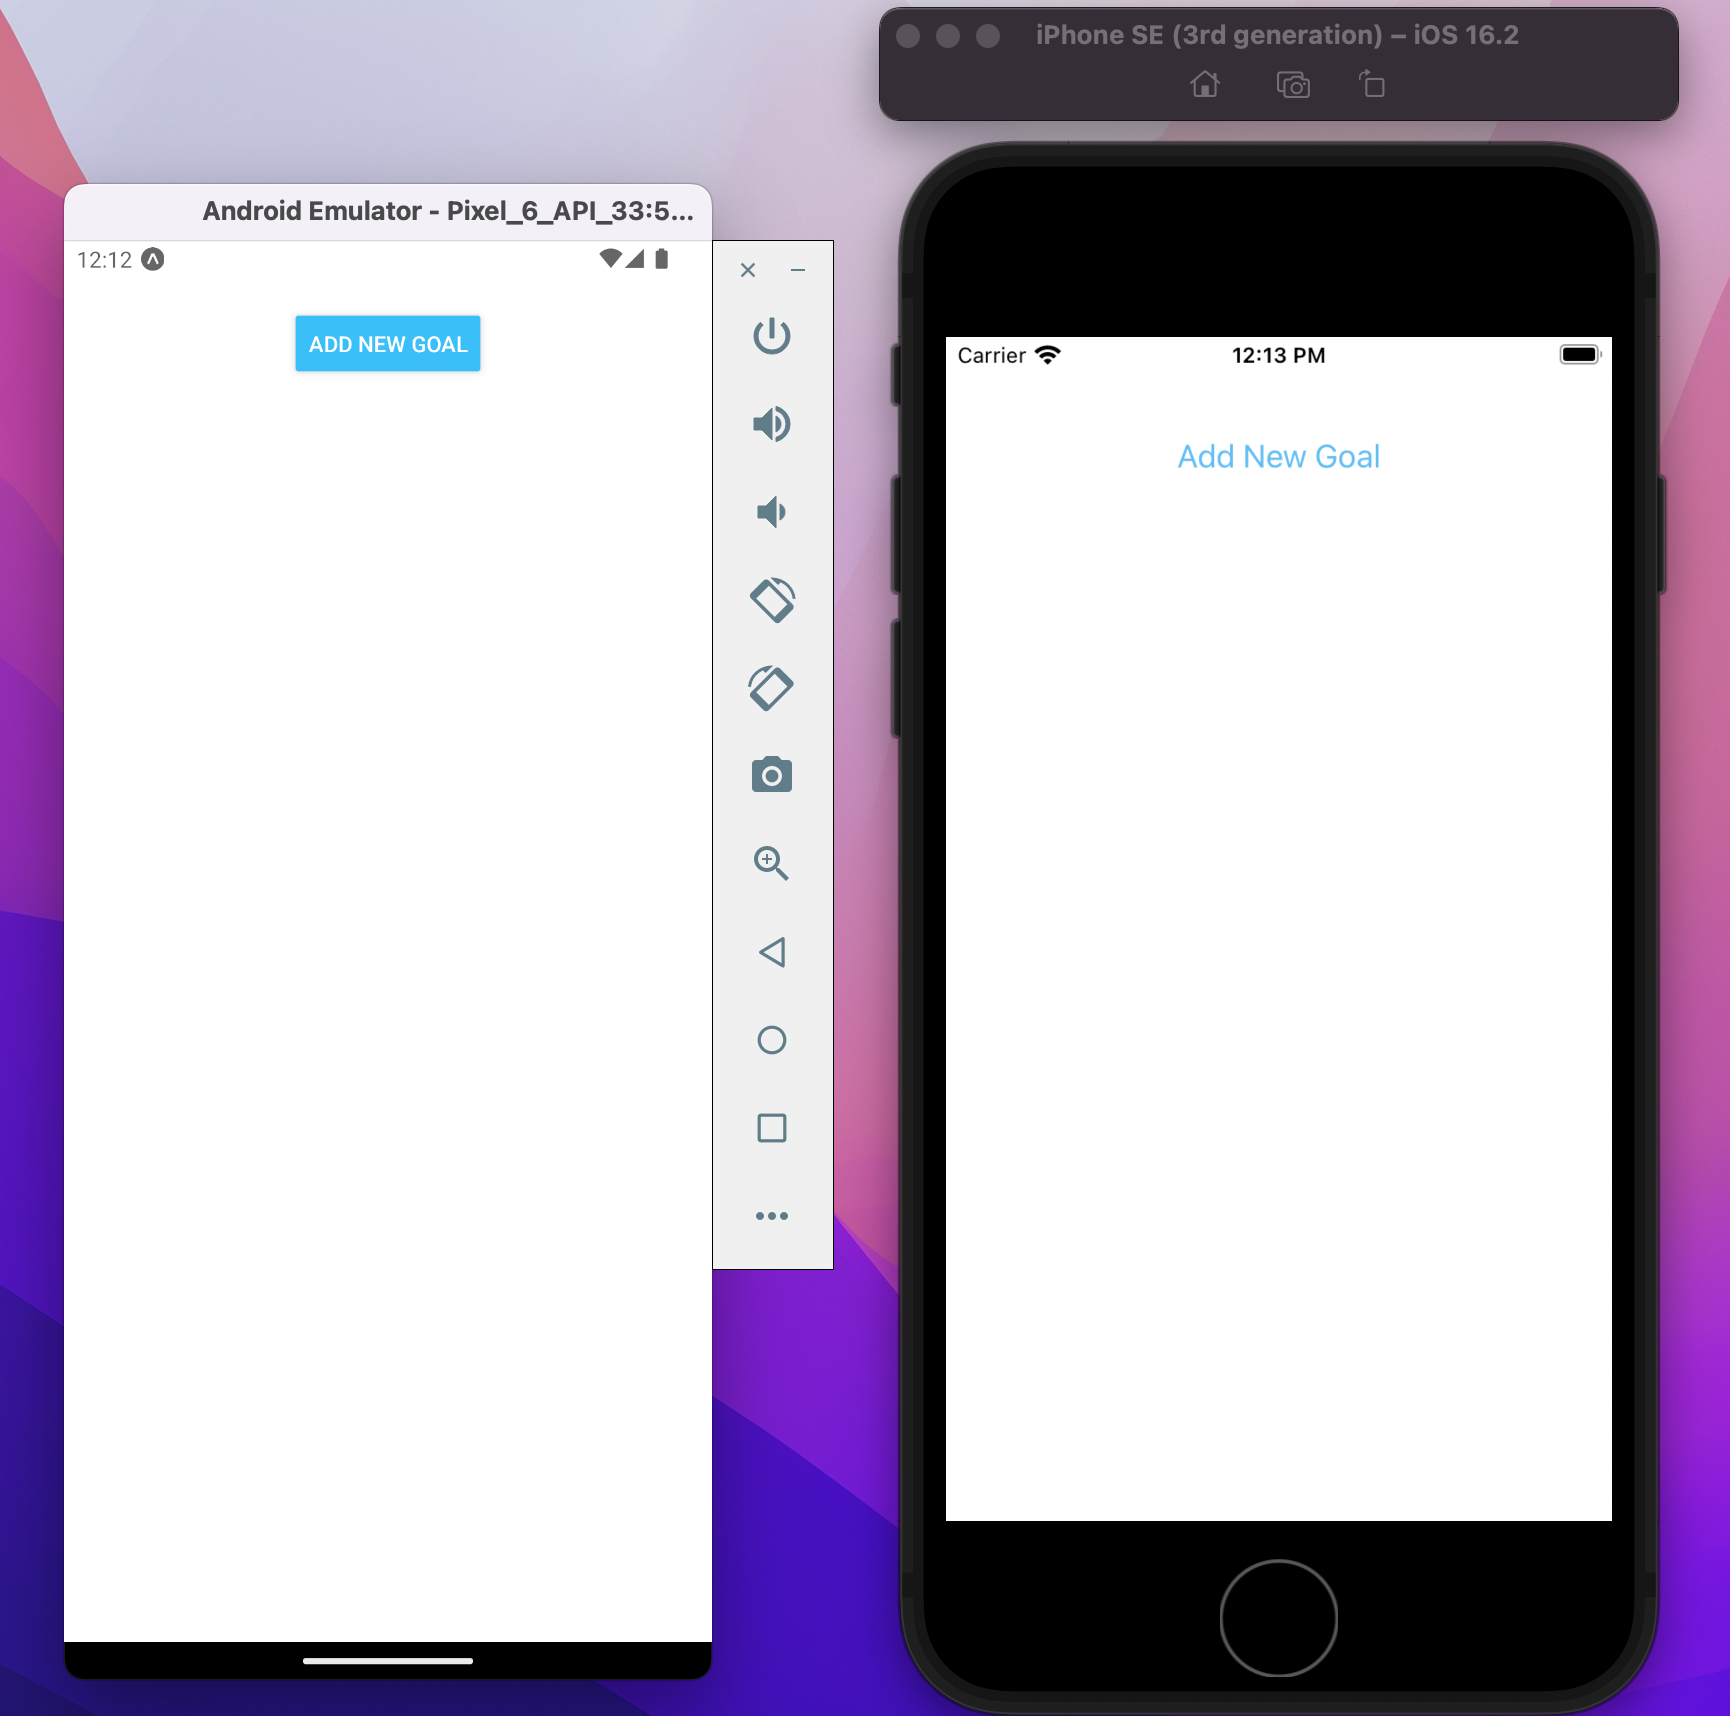 iPhone SE (3rd generation) – iOS 16.2
Android Emulator - Pixel_6_API_33:5...
12:12
ADD NEW GOAL
Carrier 12:13 PM
Add New Goal